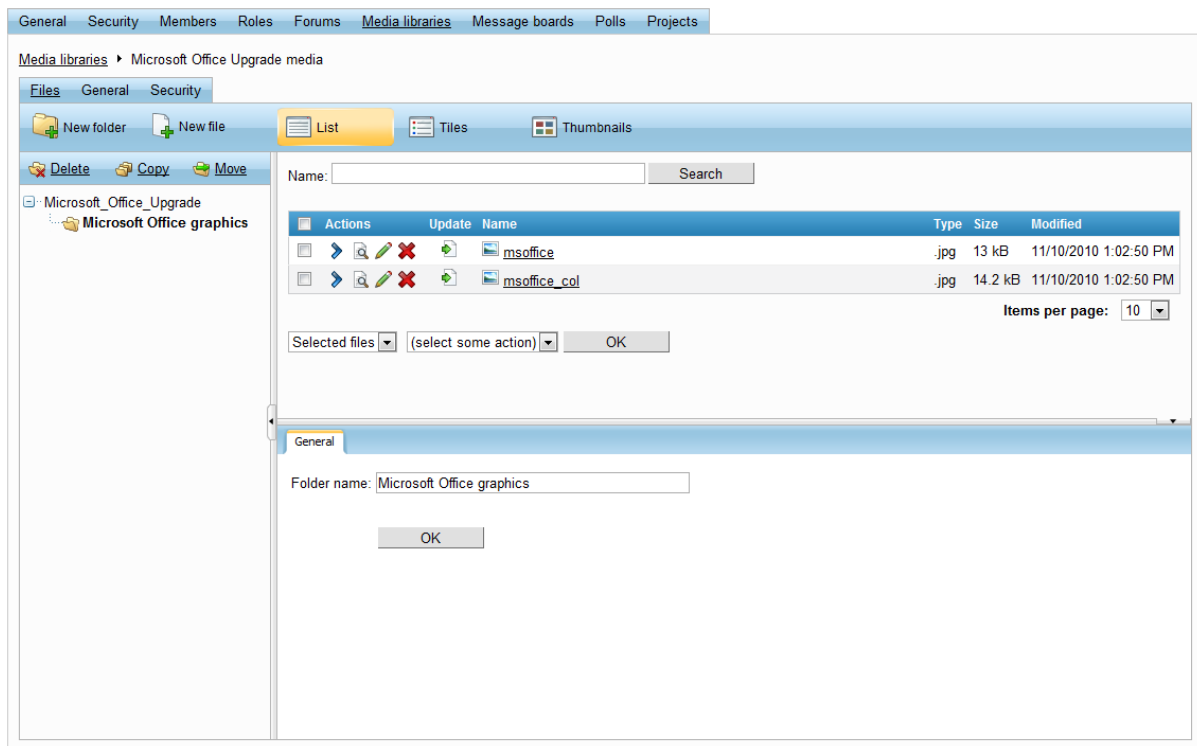 General Security Members Roles Forums Media libraries Message boards Polls Projects
Media libraries Microsoft Office Upgrade media
Files General Security
New folder New file List Tiles Thumbnails
Delete Copy Move
Name: Search
Microsoft_Office_Upgrade
Microsoft Office graphics
Actions Update Name Type Size Modified
msoffice .jpg 13 kB 11/10/2010 1:02:50 PM
msoffice_col .jpg 14.2 kB 11/10/2010 1:02:50 PM
Items per page: 10
Selected files (select some action) OK
General
Folder name: Microsoft Office graphics
OK